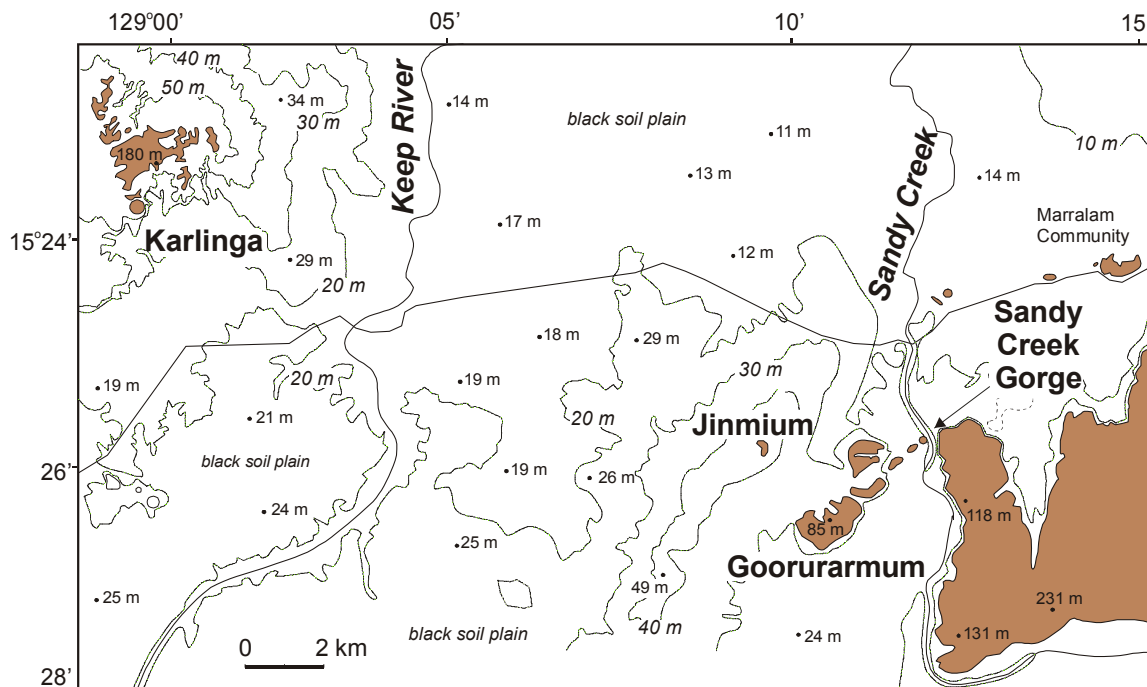 129°00’
05’
10’
15
40 m
50 m
34 m
30 m
Keep River
14 m
black soil plain
11 m
Sandy Creek
10 m
180 m
13 m
14 m
15°24’
Karlinga
17 m
Marralam
Community
29 m
20 m
12 m
Sandy
Creek
Gorge
18 m
29 m
30 m
19 m
20 m
19 m
21 m
20 m
Jinmium
26’
black soil plain
19 m
26 m
24 m
85 m
118 m
25 m
Goorurarmum
25 m
49 m
231 m
40 m
24 m
131 m
black soil plain
0
2 km
28’